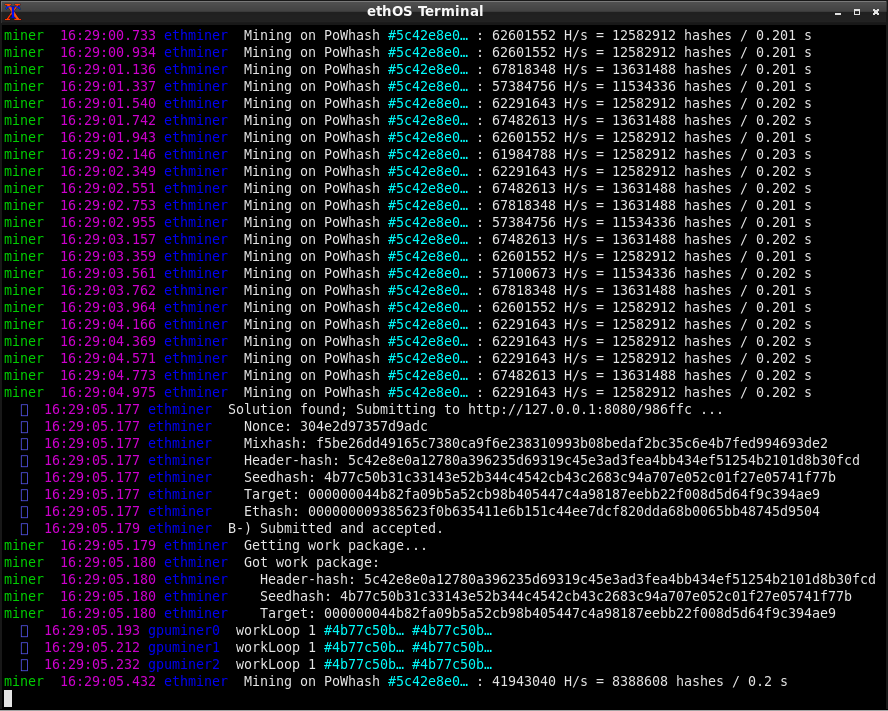 ethOS Terminal
miner 16:29:00.733 ethminer Mining on PoWhash #5c42e8e0… : 62601552 H/s = 12582912 hashes / 0.201 s
miner 16:29:00.934 ethminer Mining on PoWhash #5c42e8e0… : 62601552 H/s = 12582912 hashes / 0.201 s
miner 16:29:01.136 ethminer Mining on PoWhash #5c42e8e0… : 67818348 H/s = 13631488 hashes / 0.201 s
miner 16:29:01.337 ethminer Mining on PoWhash #5c42e8e0… : 57384756 H/s = 11534336 hashes / 0.201 s
miner 16:29:01.540 ethminer Mining on PoWhash #5c42e8e0… : 62291643 H/s = 12582912 hashes / 0.202 s
miner 16:29:01.742 ethminer Mining on PoWhash #5c42e8e0… : 67482613 H/s = 13631488 hashes / 0.202 s
miner 16:29:01.943 ethminer Mining on PoWhash #5c42e8e0… : 62601552 H/s = 12582912 hashes / 0.201 s
miner 16:29:02.146 ethminer Mining on PoWhash #5c42e8e0… : 61984788 H/s = 12582912 hashes / 0.203 s
miner 16:29:02.349 ethminer Mining on PoWhash #5c42e8e0… : 62291643 H/s = 12582912 hashes / 0.202 s
miner 16:29:02.551 ethminer Mining on PoWhash #5c42e8e0… : 67482613 H/s = 13631488 hashes / 0.202 s
miner 16:29:02.753 ethminer Mining on PoWhash #5c42e8e0… : 67818348 H/s = 13631488 hashes / 0.201 s
miner 16:29:02.955 ethminer Mining on PoWhash #5c42e8e0… : 57384756 H/s = 11534336 hashes / 0.201 s
miner 16:29:03.157 ethminer Mining on PoWhash #5c42e8e0… : 67482613 H/s = 13631488 hashes / 0.202 s
miner 16:29:03.359 ethminer Mining on PoWhash #5c42e8e0… : 62601552 H/s = 12582912 hashes / 0.201 s
miner 16:29:03.561 ethminer Mining on PoWhash #5c42e8e0… : 57100673 H/s = 11534336 hashes / 0.202 s
miner 16:29:03.762 ethminer Mining on PoWhash #5c42e8e0… : 67818348 H/s = 13631488 hashes / 0.201 s
miner 16:29:03.964 ethminer Mining on PoWhash #5c42e8e0… : 62601552 H/s = 12582912 hashes / 0.201 s
miner 16:29:04.166 ethminer Mining on PoWhash #5c42e8e0… : 62291643 H/s = 12582912 hashes / 0.202 s
miner 16:29:04.369 ethminer Mining on PoWhash #5c42e8e0… : 62291643 H/s = 12582912 hashes / 0.202 s
miner 16:29:04.571 ethminer Mining on PoWhash #5c42e8e0… : 62291643 H/s = 12582912 hashes / 0.202 s
miner 16:29:04.773 ethminer Mining on PoWhash #5c42e8e0… : 67482613 H/s = 13631488 hashes / 0.202 s
miner 16:29:04.975 ethminer Mining on PoWhash #5c42e8e0… : 62291643 H/s = 12582912 hashes / 0.202 s
16:29:05.177 ethminer Solution found; Submitting to http://127.0.0.1:8080/986ffc ...
16:29:05.177 ethminer Nonce: 304e2d97357d9adc
16:29:05.177 ethminer Mixhash: f5be26dd49165c7380ca9f6e238310993b08bedaf2bc35c6e4b7fed994693de2
16:29:05.177 ethminer Header-hash: 5c42e8e0a12780a396235d69319c45e3ad3fea4bb434ef51254b2101d8b30fcd
16:29:05.177 ethminer Seedhash: 4b77c50b31c33143e52b344c4542cb43c2683c94a707e052c01f27e05741f77b
16:29:05.177 ethminer Target: 000000044b82fa09b5a52cb98b405447c4a98187eebb22f008d5d64f9c394ae9
16:29:05.177 ethminer Ethash: 000000009385623f0b635411e6b151c44ee7dcf820dda68b0065bb48745d9504
16:29:05.179 ethminer B-) Submitted and accepted.
miner 16:29:05.179 ethminer Getting work package...
miner 16:29:05.180 ethminer Got work package:
miner 16:29:05.180 ethminer Header-hash: 5c42e8e0a12780a396235d69319c45e3ad3fea4bb434ef51254b2101d8b30fcd
miner 16:29:05.180 ethminer Seedhash: 4b77c50b31c33143e52b344c4542cb43c2683c94a707e052c01f27e05741f77b
miner 16:29:05.180 ethminer Target: 000000044b82fa09b5a52cb98b405447c4a98187eebb22f008d5d64f9c394ae9
16:29:05.193 gpuminer0 workLoop 1 #4b77c50b… #4b77c50b…
16:29:05.212 gpuminer1 workLoop 1 #4b77c50b… #4b77c50b…
16:29:05.232 gpuminer2 workLoop 1 #4b77c50b… #4b77c50b…
miner 16:29:05.432 ethminer Mining on PoWhash #5c42e8e0… : 41943040 H/s = 8388608 hashes / 0.2 s